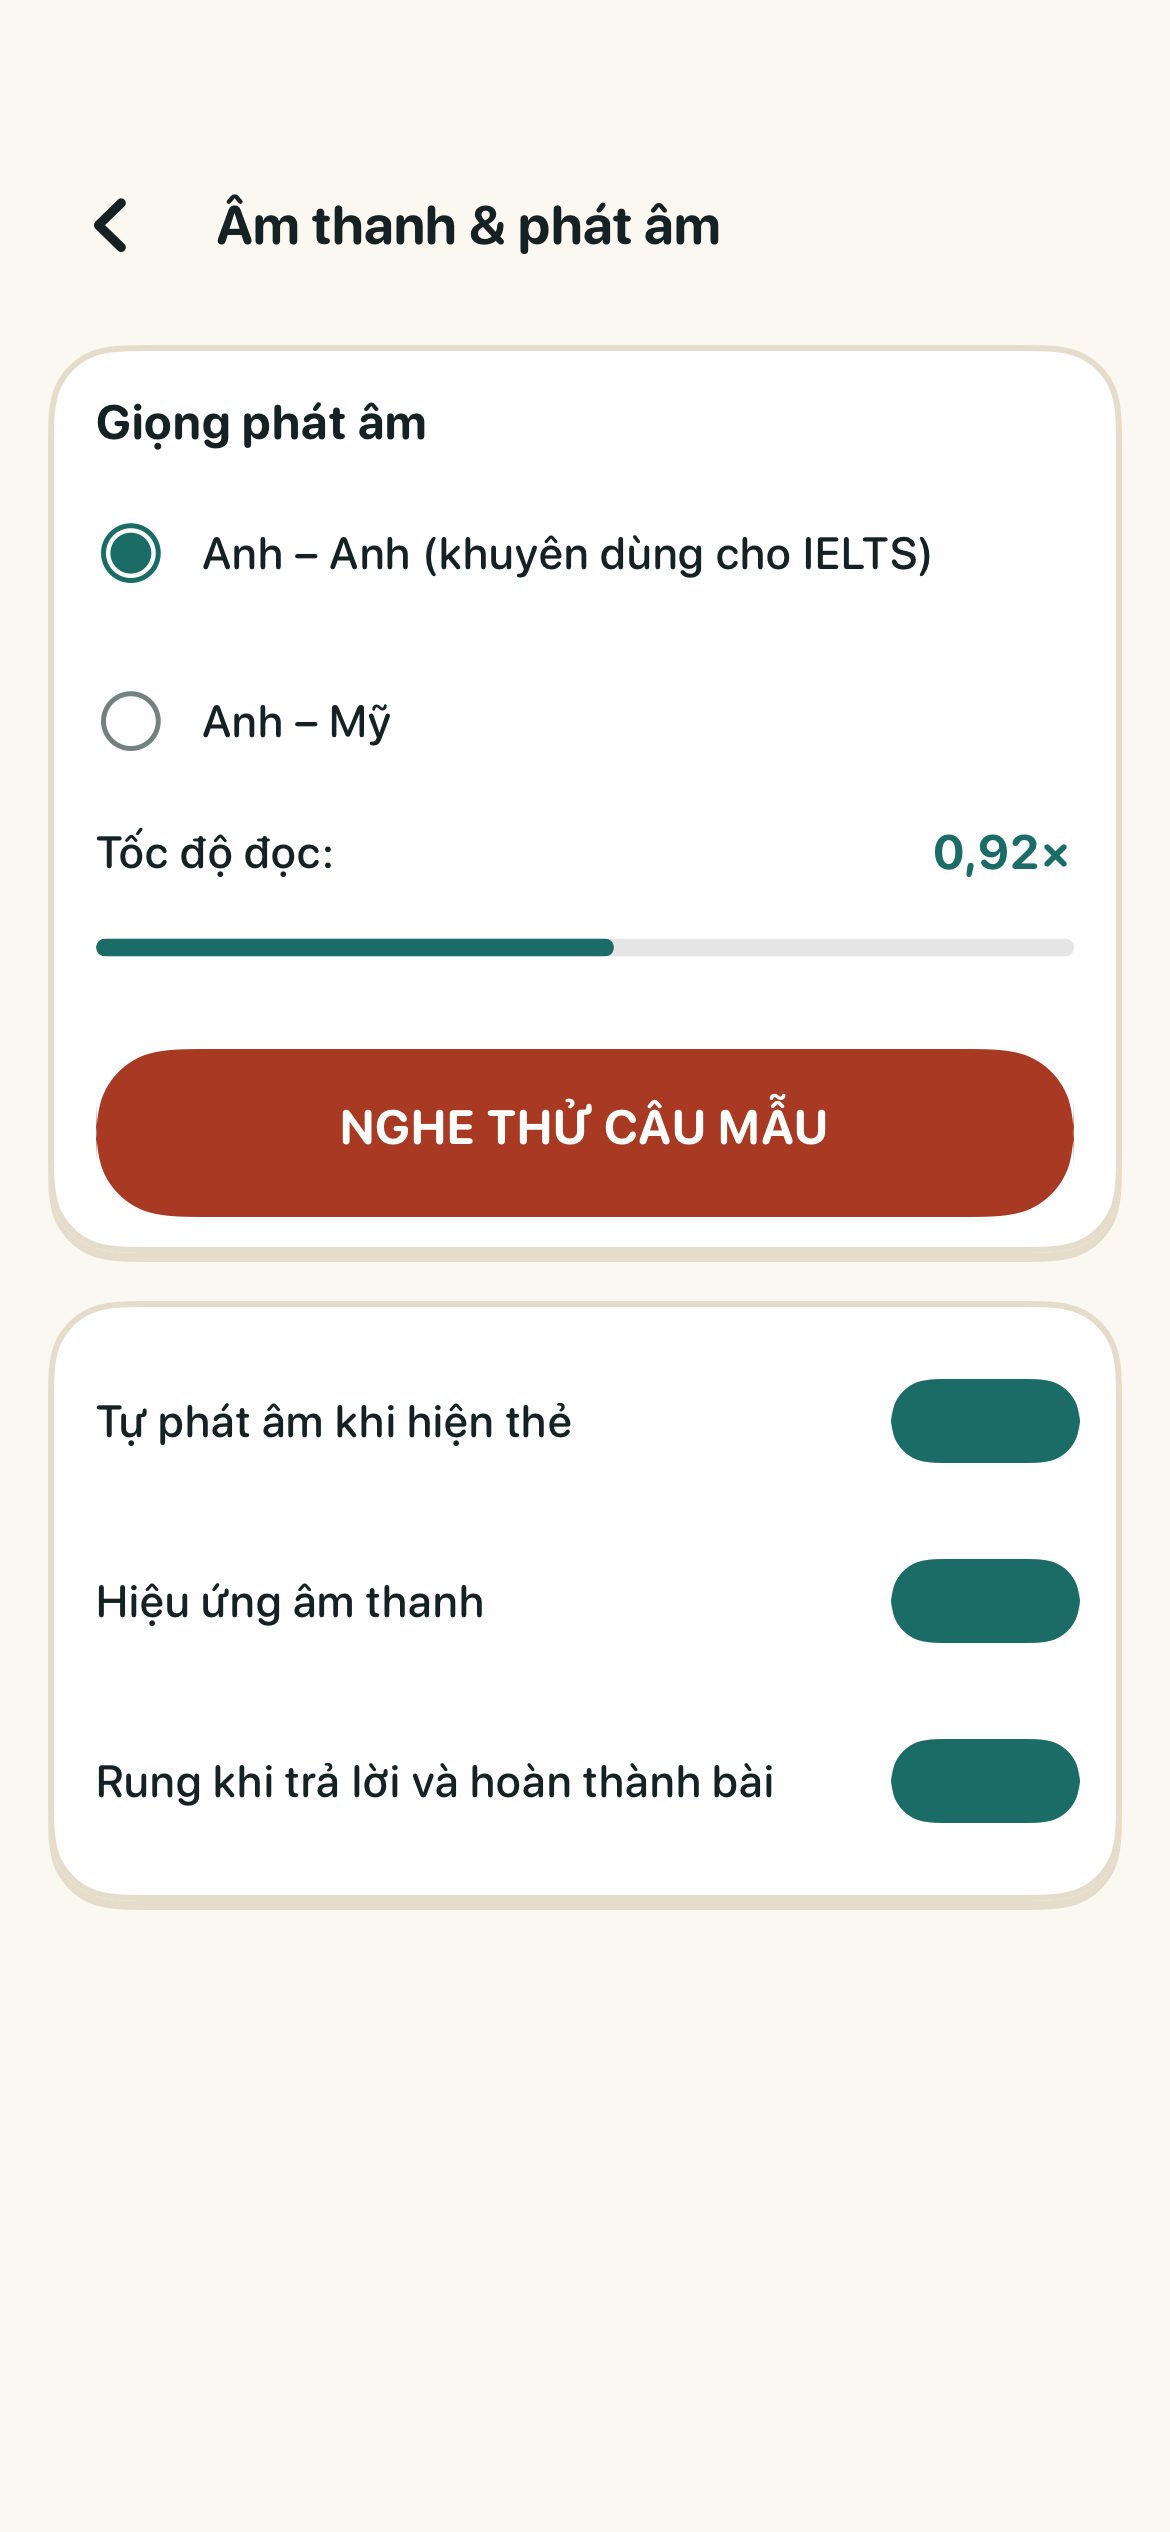 Âm thanh & phát âm
Giọng phát âm
Anh – Anh (khuyên dùng cho IELTS)
Anh – Mỹ
Tốc độ đọc: 0,92×
NGHE THỬ CÂU MẪU
Tự phát âm khi hiện thẻ
Hiệu ứng âm thanh
Rung khi trả lời và hoàn thành bài